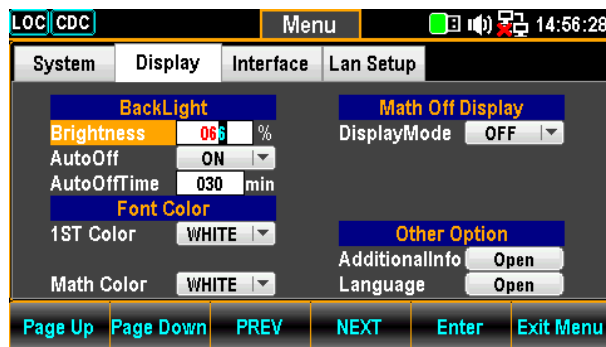 LOC CDC Menu 14:56:28
System Display Interface Lan Setup
BackLight Math Off Display
Brightness 066 % DisplayMode OFF
AutoOff ON
AutoOffTime 030 min
Font Color
1ST Color WHITE Other Option
AdditionalInfo Open
Math Color WHITE Language Open
Page Up Page Down PREV NEXT Enter Exit Menu